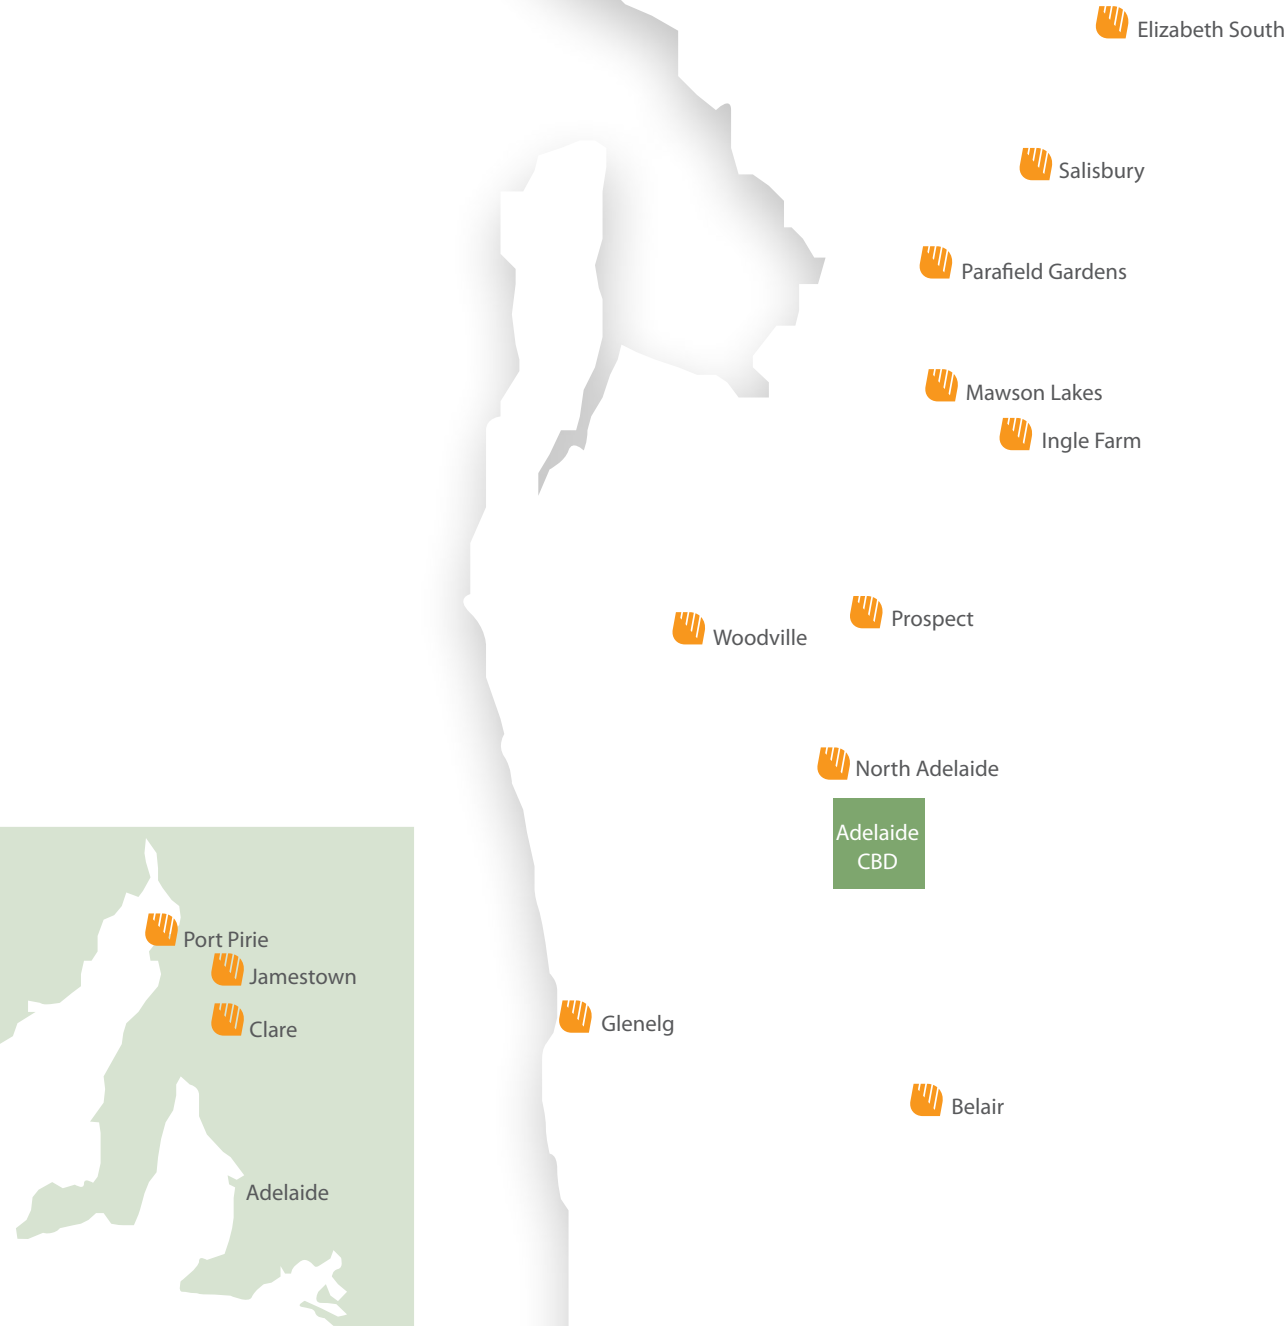 Elizabeth South
Salisbury
Parafield Gardens
Mawson Lakes
Ingle Farm
Prospect
Woodville
North Adelaide
Adelaide
CBD
Port Pirie
Jamestown
Clare
Glenelg
Belair
Adelaide